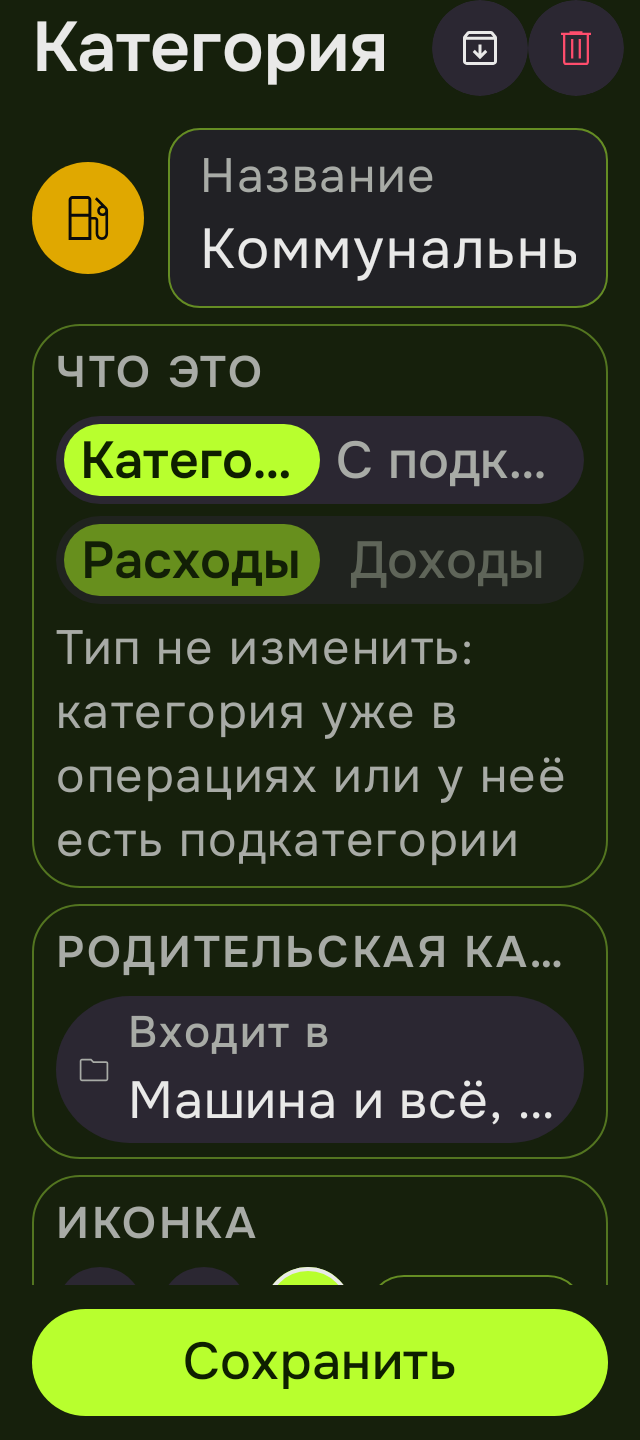 Категория
Название
Коммунальны
ЧТО ЭТО
Катего...
С подк...
Расходы
Доходы
Тип не изменить:
категория уже в
операциях или у неё
есть подкатегории
РОДИТЕЛЬСКАЯ КА...
Входит в
Машина и всё, ...
ИКОНКА
Сохранить